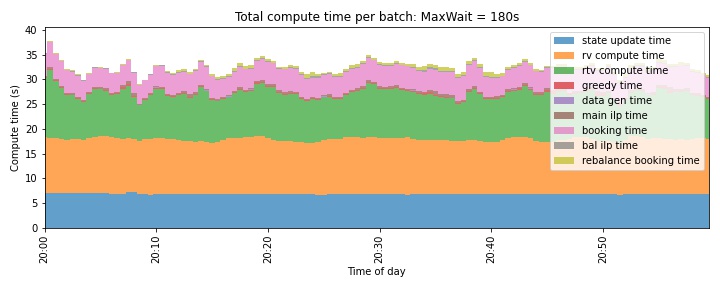 Total compute time per batch: MaxWait = 180s
Compute time (s)
40
35
30
25
20
15
10
5
0
state update time
rv compute time
rtv compute time
greedy time
data gen time
main ilp time
booking time
bal ilp time
rebalance booking time
20:00
20:10
20:20
20:30
20:40
20:50
Time of day